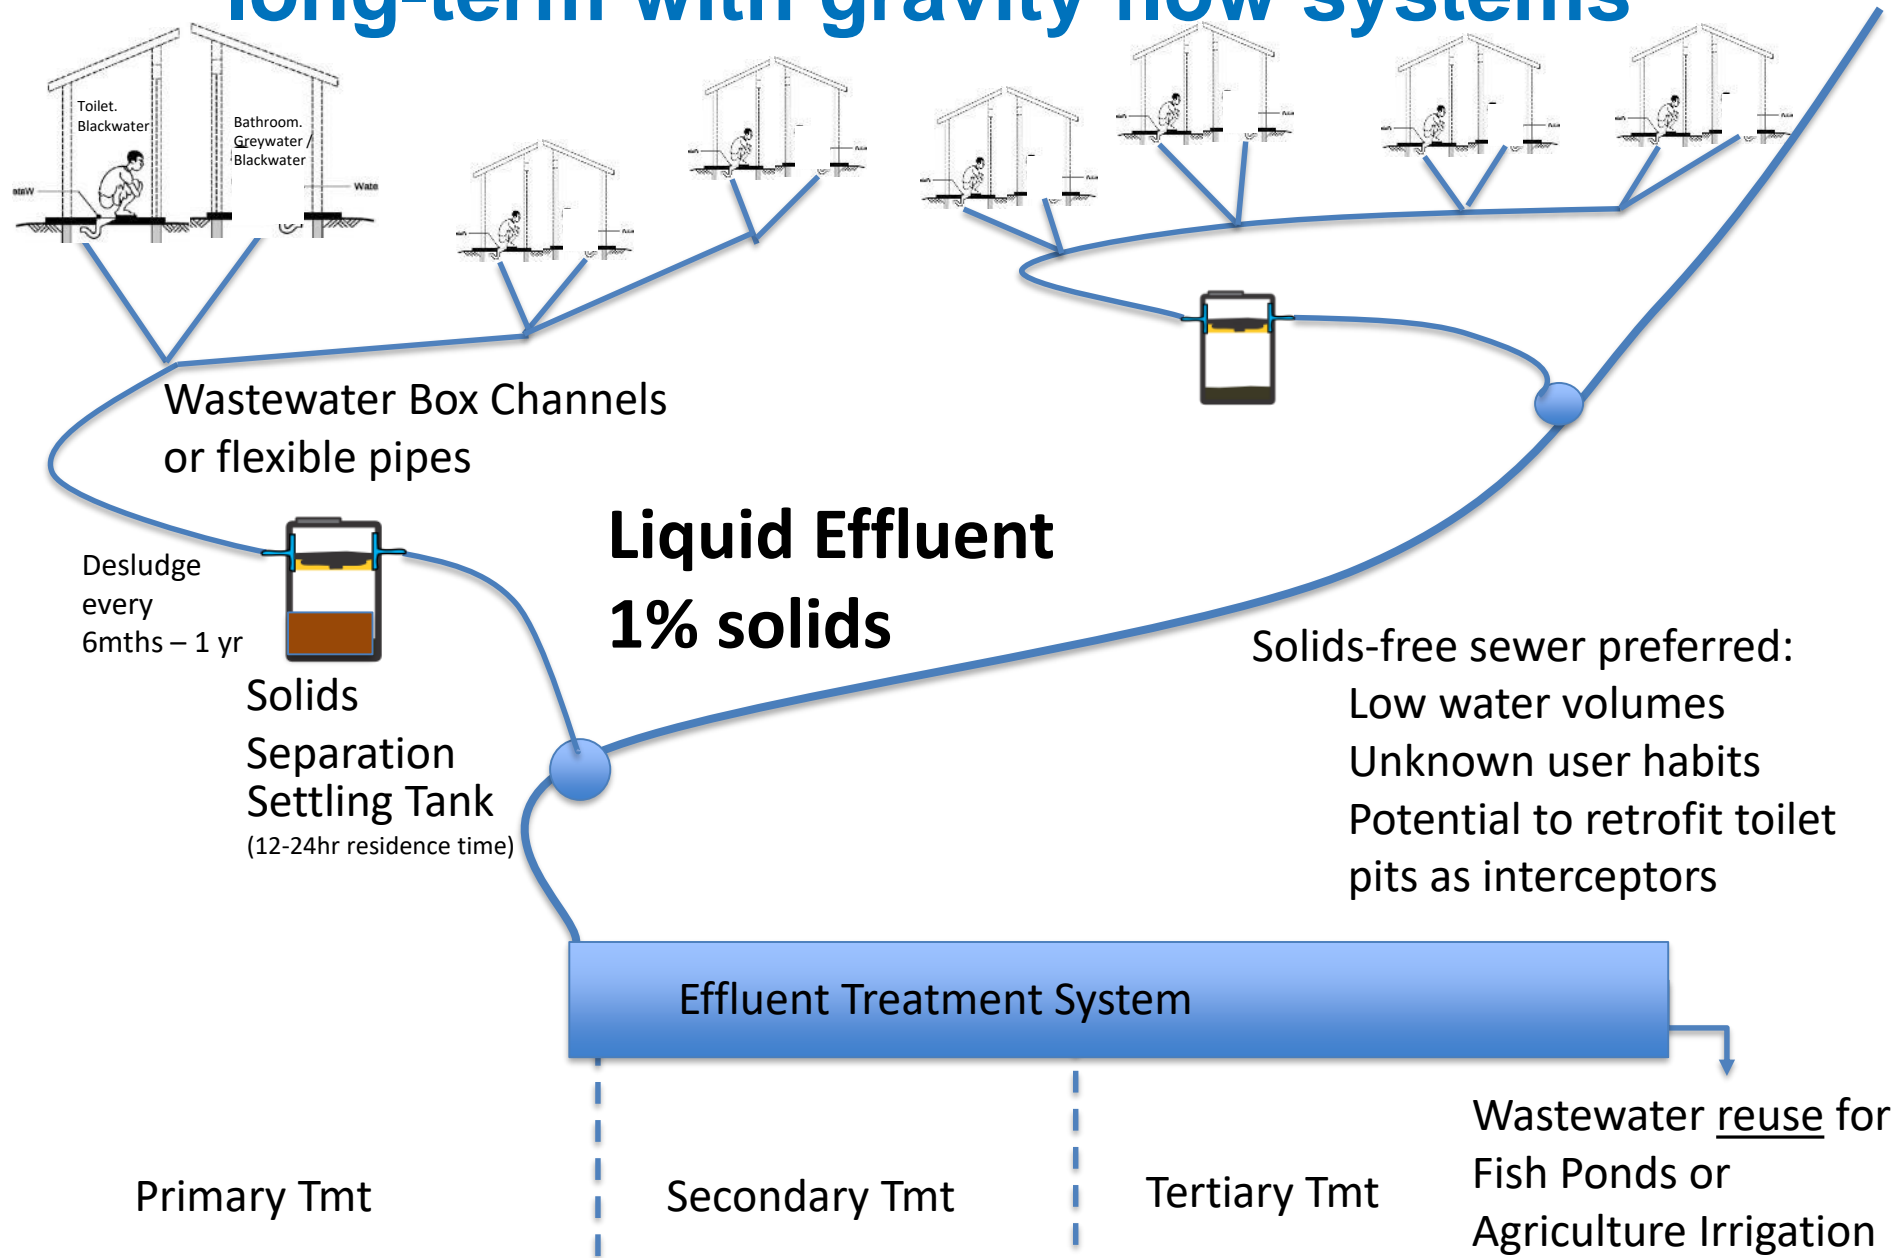 long-term with gravity flow systems
Toilet.
Blackwater
Bathroom.
Greywater /
Blackwater
Wate
Wastewater Box Channels
or flexible pipes
Desludge
every
6mths – 1 yr
Solids
Separation
Settling Tank
(12-24hr residence time)
Liquid Effluent
1% solids
Solids-free sewer preferred:
Low water volumes
Unknown user habits
Potential to retrofit toilet
pits as interceptors
Effluent Treatment System
Primary Tmt
Secondary Tmt
Tertiary Tmt
Wastewater reuse for
Fish Ponds or
Agriculture Irrigation